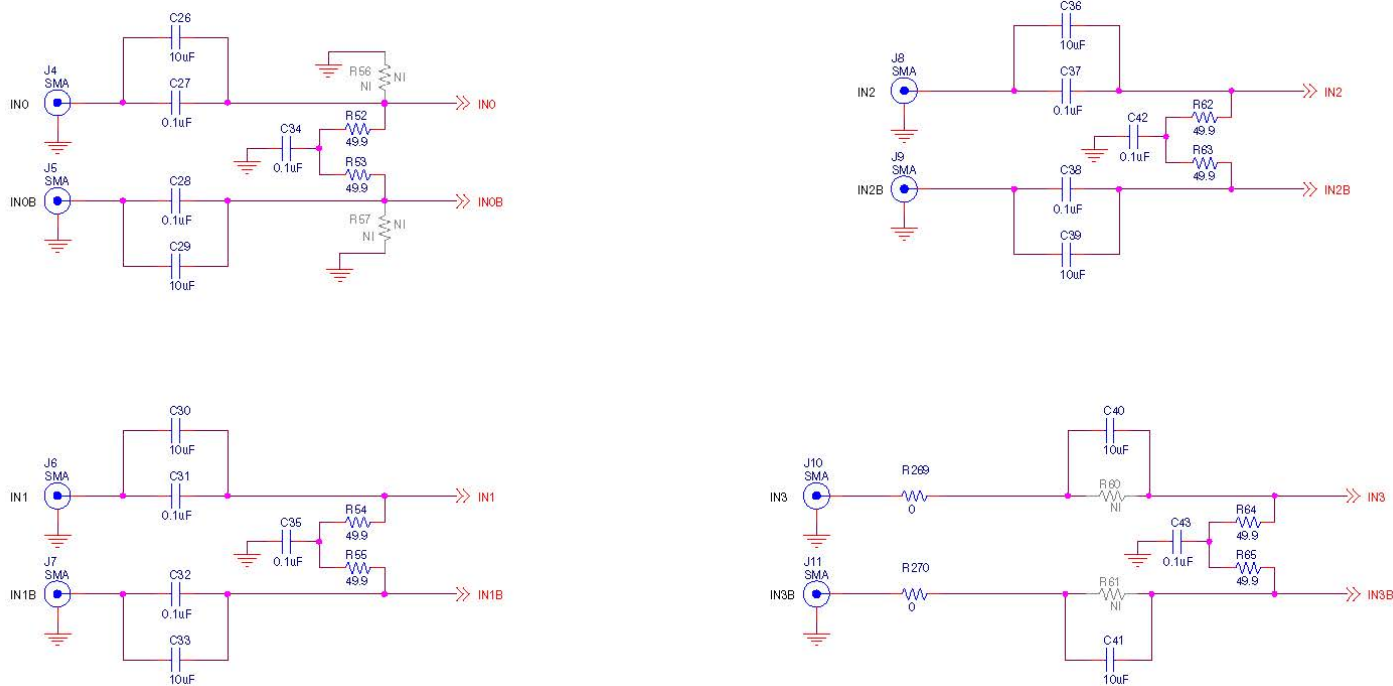 C26
10uF
J4
SMA
IN0
C27
0.1uF
R56
NI
NI
IN0
R52
49.9
C34
0.1uF
R53
49.9
J5
SMA
IN0B
C28
0.1uF
IN0B
R57
NI
NI
C29
10uF
C36
10uF
J8
SMA
IN2
C37
0.1uF
IN2
R62
49.9
C42
0.1uF
R63
49.9
J9
SMA
IN2B
C38
0.1uF
IN2B
C39
10uF
C30
10uF
J6
SMA
IN1
C31
0.1uF
IN1
R54
49.9
C35
0.1uF
R55
49.9
J7
SMA
IN1B
C32
0.1uF
IN1B
C33
10uF
C40
10uF
J10
SMA
IN3
R269
0
R60
NI
IN3
R64
49.9
C43
0.1uF
R65
49.9
J11
SMA
IN3B
R270
0
R61
NI
IN3B
C41
10uF